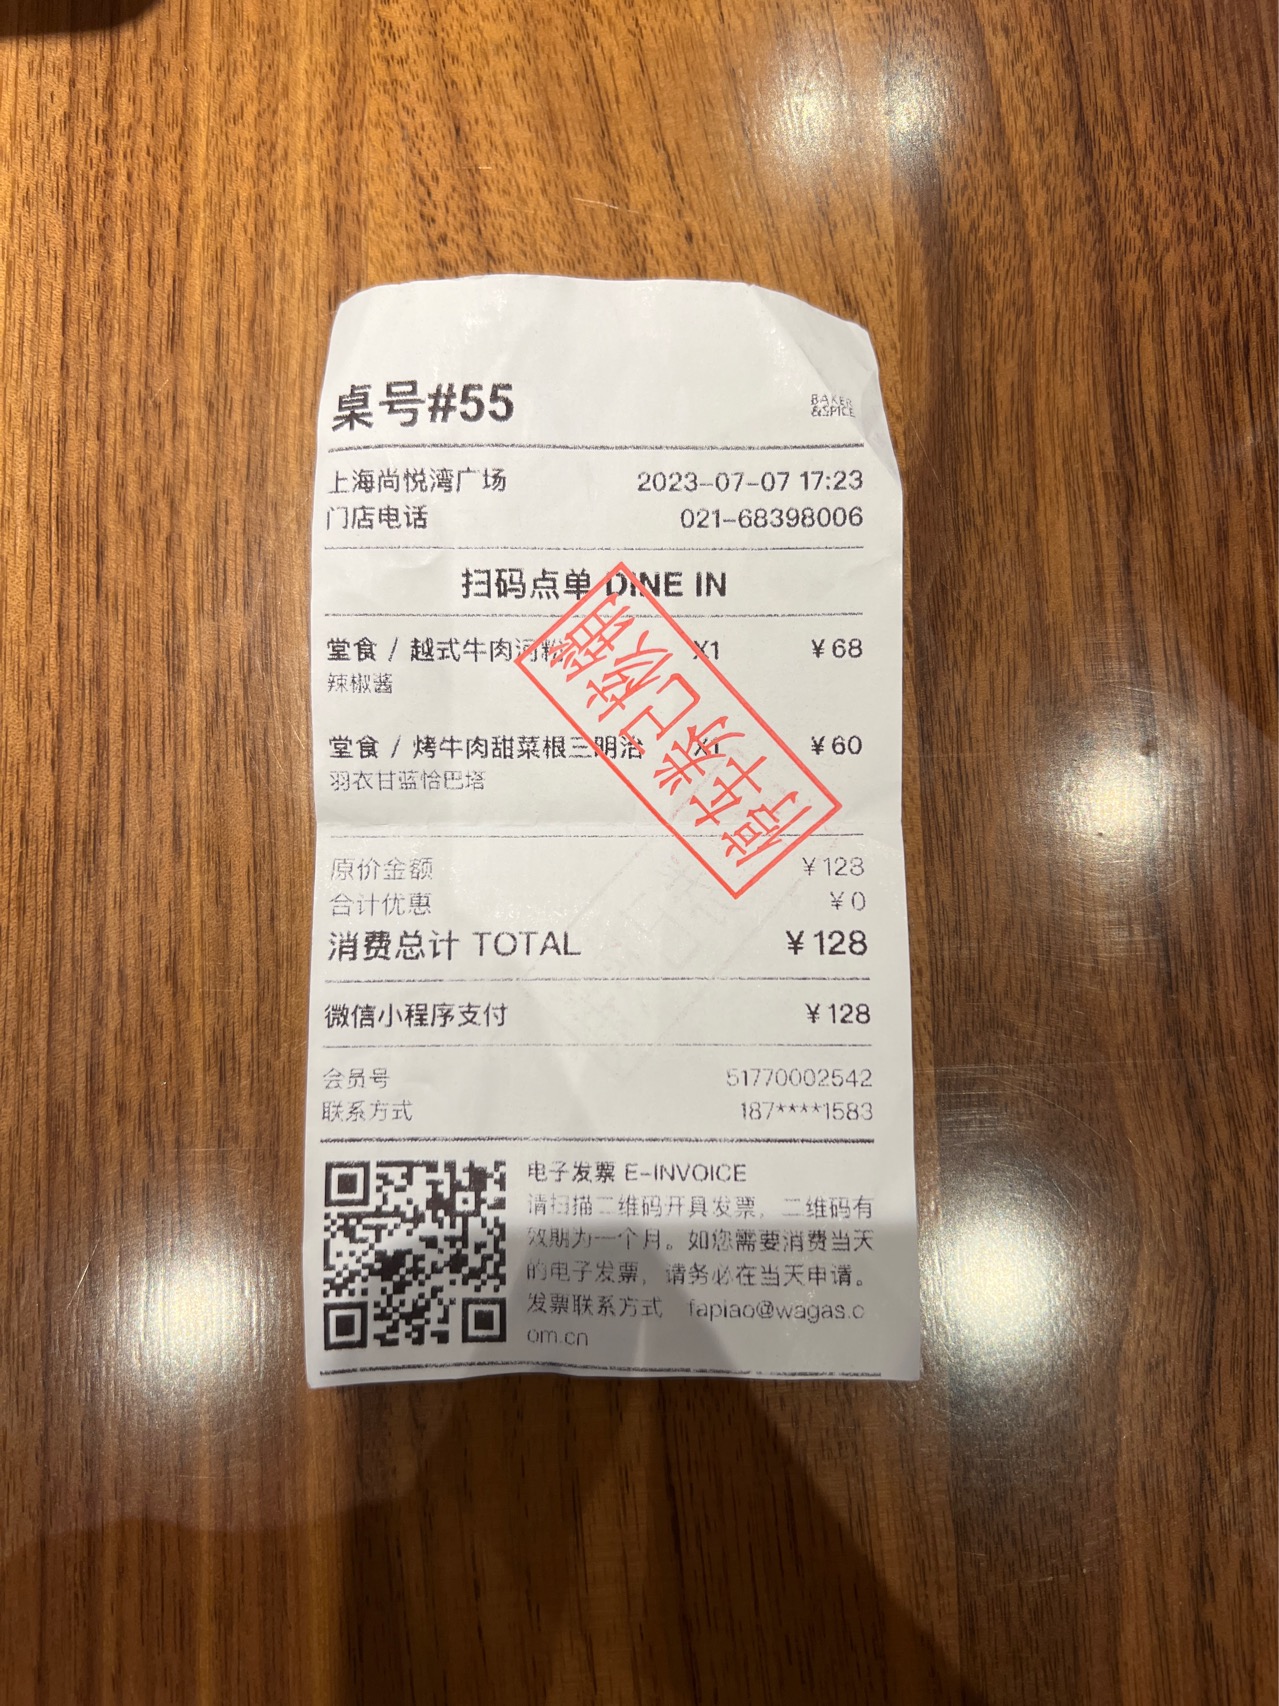 桌号#55
BAKER
&SPICE
上海尚悦湾广场 2023-07-07 17:23
门店电话 021-68398006
扫码点单 DINE IN
堂食 / 越式牛肉河粉 X1 ¥68
辣椒酱
堂食 / 烤牛肉甜菜根三明治 X1 ¥60
羽衣甘蓝恰巴塔
停车券已核销
原价金额 ¥128
合计优惠 ¥0
消费总计 TOTAL ¥128
微信小程序支付 ¥128
会员号 51770002542
联系方式 187****1583
电子发票 E-INVOICE
请扫描二维码开具发票，二维码有
效期为一个月。如您需要消费当天
的电子发票，请务必在当天申请。
发票联系方式 fapiao@wagas.c
om.cn